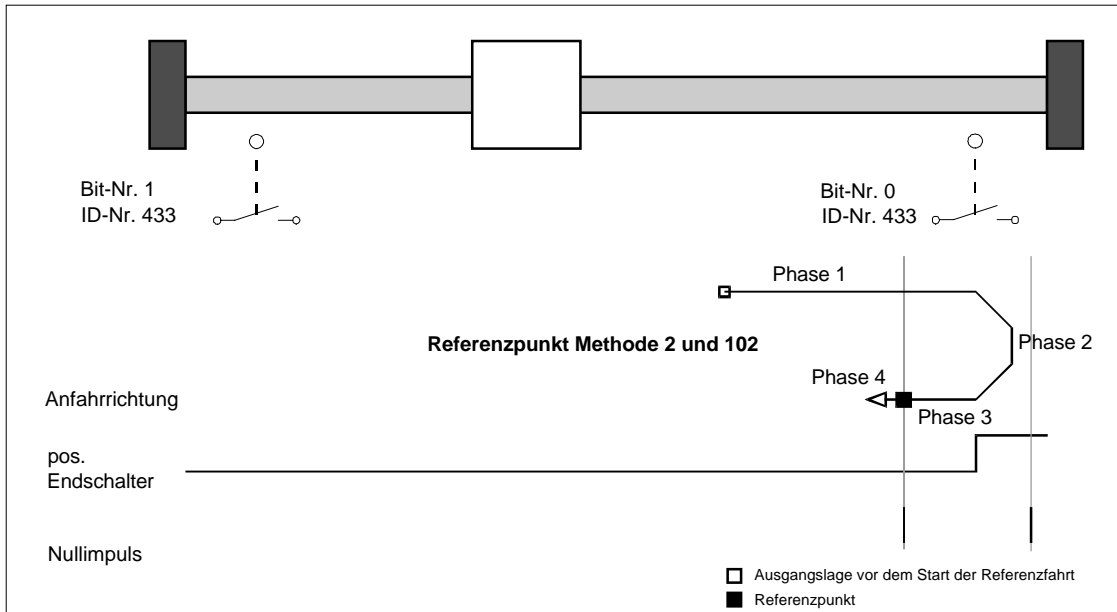 Bit-Nr. 1
ID-Nr. 433
Bit-Nr. 0
ID-Nr. 433
Phase 1
Referenzpunkt Methode 2 und 102
Phase 2
Phase 4
Anfahrrichtung
Phase 3
pos.
Endschalter
Nullimpuls
Ausgangslage vor dem Start der Referenzfahrt
Referenzpunkt